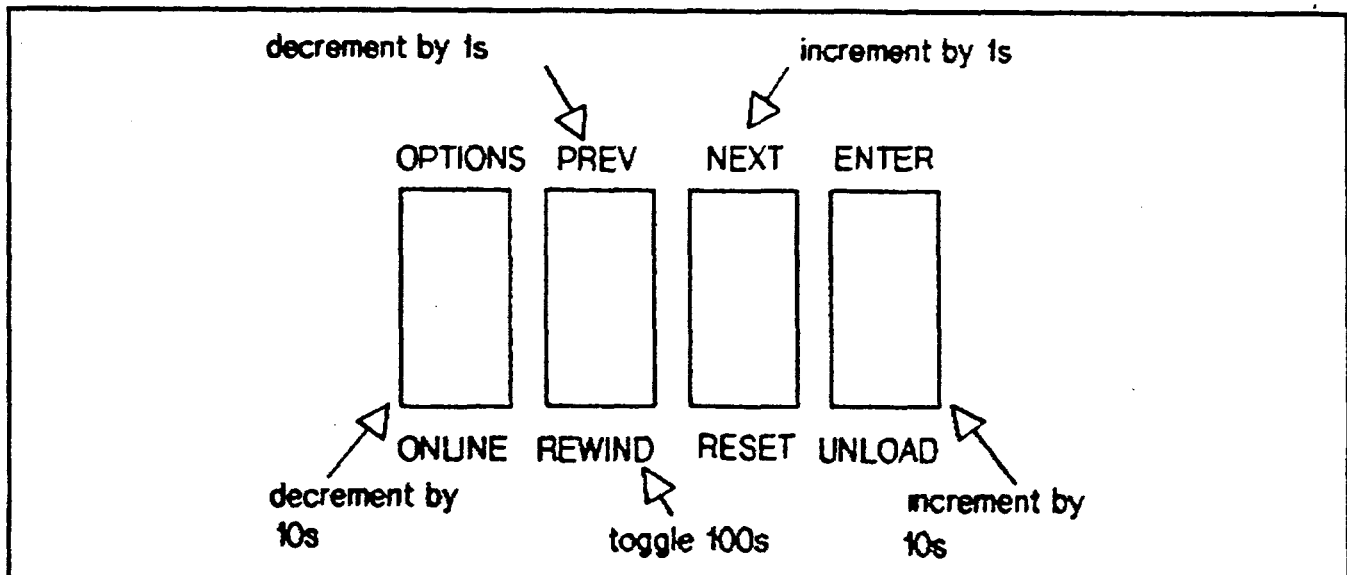 decrement by 1s
increment by 1s
OPTIONS PREV NEXT ENTER
ONLINE REWIND RESET UNLOAD
decrement by
10s
toggle 100s
increment by
10s